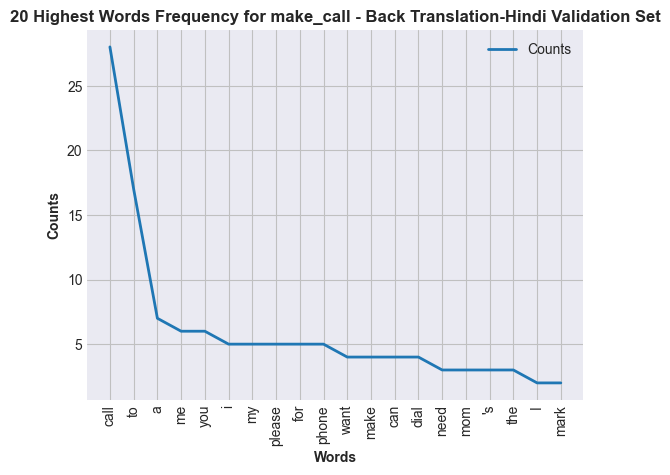 20 Highest Words Frequency for make_call - Back Translation-Hindi Validation Set
Counts
25
20
15
10
5
Counts
call
to
a
me
you
i
my
please
for
phone
want
make
can
dial
need
mom
's
the
I
mark
Words